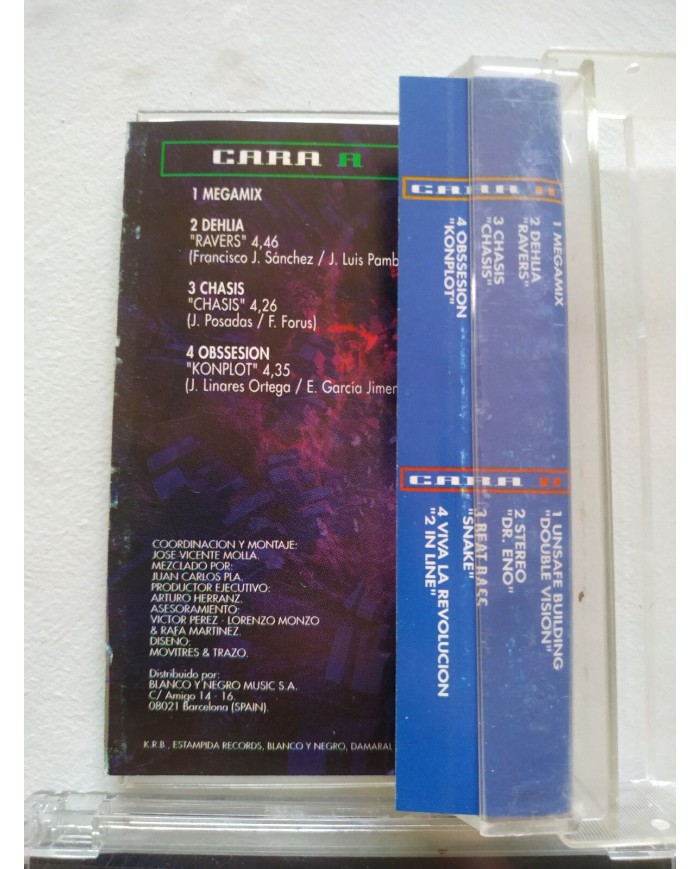 CARA A
1 MEGAMIX
2 DEHLIA
"RAVERS" 4,46
(Francisco J. Sánchez / J. Luis Pamb
3 CHASIS
"CHASIS" 4,26
(J. Posadas / F. Forus)
4 OBSSESION
"KONPLOT" 4,35
(J. Linares Ortega / E. García Jimen
COORDINACION Y MONTAJE:
JOSE VICENTE MOLLA.
MEZCLADO POR:
JUAN CARLOS PLA.
PRODUCTOR EJECUTIVO:
ARTURO HERRANZ.
ASESORAMIENTO:
VICTOR PEREZ - LORENZO MONZO
& RAFA MARTINEZ.
DISENO:
MOVITRES & TRAZO.
Distribuido por:
BLANCO Y NEGRO MUSIC S.A.
C/ Amigo 14 - 16.
08021 Barcelona (SPAIN).
K.R.B., ESTAMPIDA RECORDS, BLANCO Y NEGRO, DAMARAL
CARA A
1 MEGAMIX
2 DEHLIA
"RAVERS"
3 CHASIS
"CHASIS"
4 OBSSESION
"KONPLOT"
CARA B
1 UNSAFE BUILDING
"DOUBLE VISION"
2 STEREO
"DR. ENO"
3 BEAT BASS
"SNAKE"
4 VIVA LA REVOLUCION
"2 IN LINE"